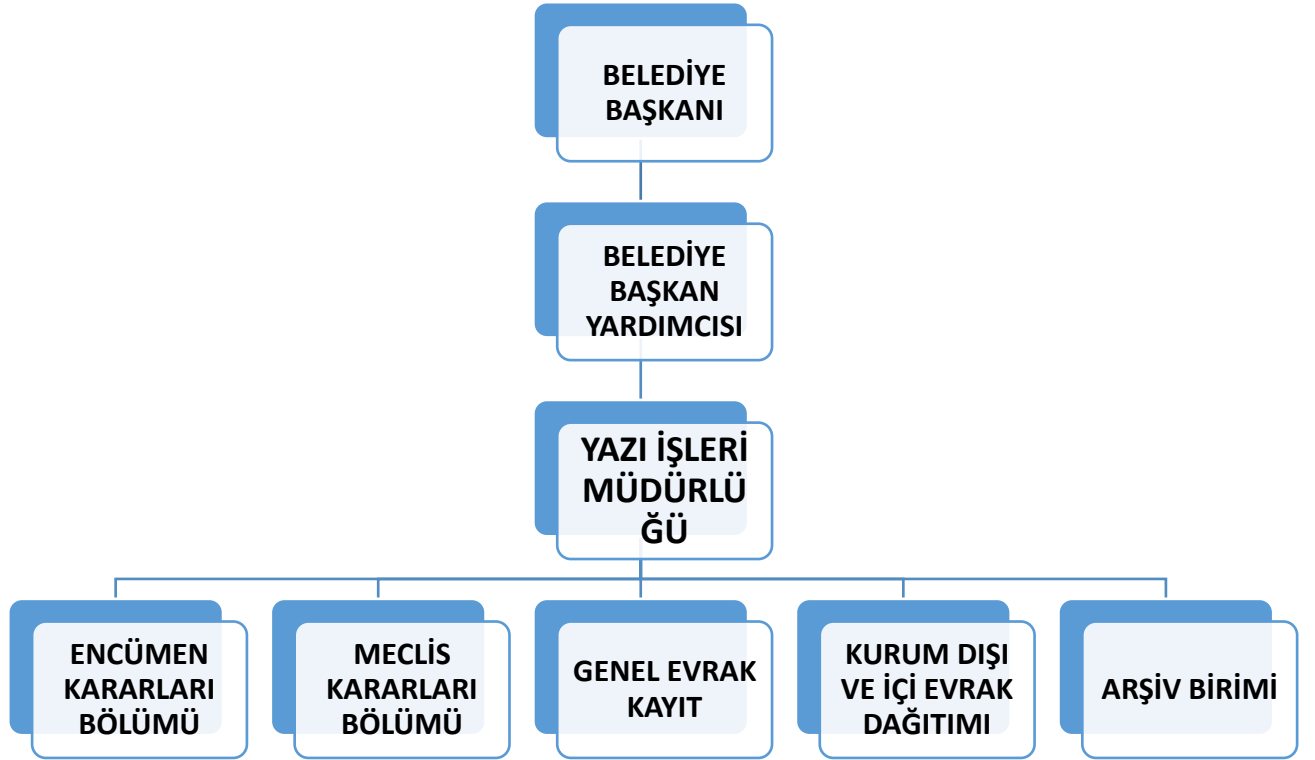 BELEDİYE
BAŞKANI
BELEDİYE
BAŞKAN
YARDIMCISI
YAZI İŞLERİ
MÜDÜRLÜ
ĞÜ
ENCÜMEN
KARARLARI
BÖLÜMÜ
MECLİS
KARARLARI
BÖLÜMÜ
GENEL EVRAK
KAYIT
KURUM DIŞI
VE İÇİ EVRAK
DAĞITIMI
ARŞİV BİRİMİ